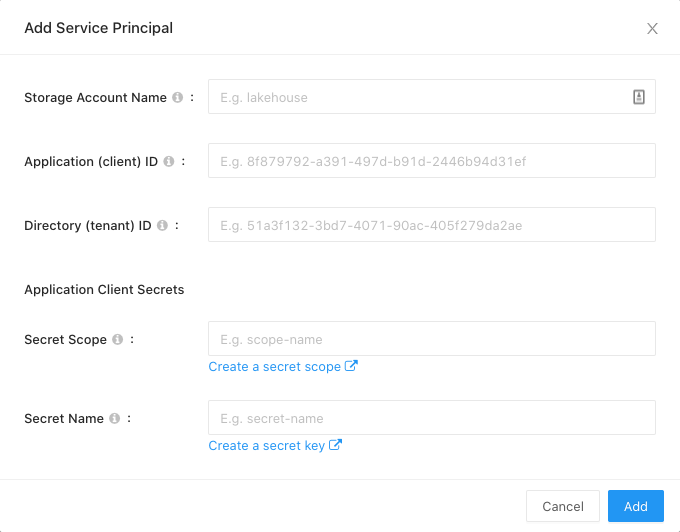 Add Service Principal
Storage Account Name :
E.g. lakehouse
Application (client) ID :
E.g. 8f879792-a391-497d-b91d-2446b94d31ef
Directory (tenant) ID :
E.g. 51a3f132-3bd7-4071-90ac-405f279da2ae
Application Client Secrets
Secret Scope :
E.g. scope-name
Create a secret scope
Secret Name :
E.g. secret-name
Create a secret key
Cancel
Add